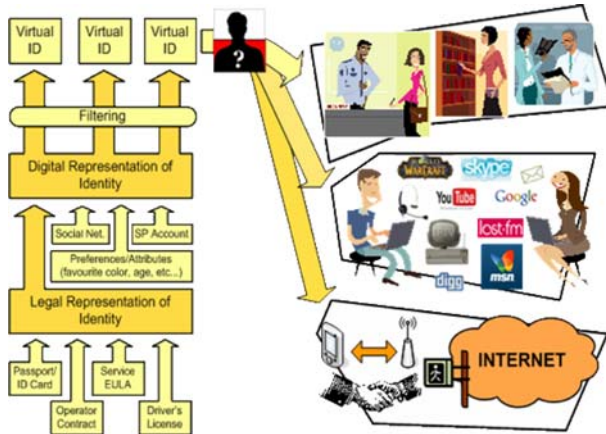 Virtual
ID
Virtual
ID
Virtual
ID
?
Filtering
Digital Representation of
Identity
Social Net.
SP Account
Preferences/Attributes
(favourite color, age, etc...)
Legal Representation of
Identity
Passport/
ID Card
Service
EULA
Operator
Contract
Driver's
License
WARCRAFT
skype
YouTube
Google
lost.fm
digg
msn
INTERNET